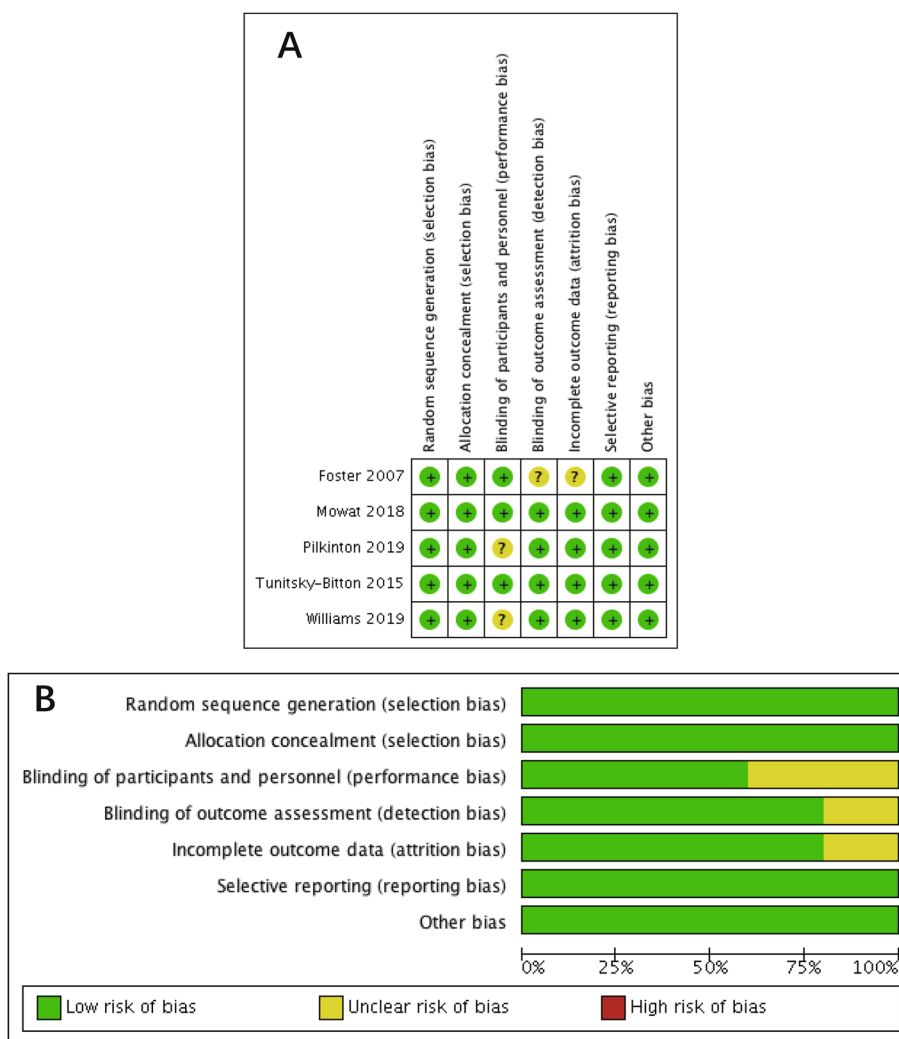 A
Random sequence generation (selection bias)
Allocation concealment (selection bias)
Blinding of participants and personnel (performance bias)
Blinding of outcome assessment (detection bias)
Incomplete outcome data (attrition bias)
Selective reporting (reporting bias)
Other bias
Foster 2007 + + + ? ? + +
Mowat 2018 + + + + + + +
Pilkinton 2019 + + ? + + + +
Tunitsky-Bitton 2015 + + + + + + +
Williams 2019 + + ? + + + +
B
Random sequence generation (selection bias)
Allocation concealment (selection bias)
Blinding of participants and personnel (performance bias)
Blinding of outcome assessment (detection bias)
Incomplete outcome data (attrition bias)
Selective reporting (reporting bias)
Other bias
0% 25% 50% 75% 100%
Low risk of bias Unclear risk of bias High risk of bias